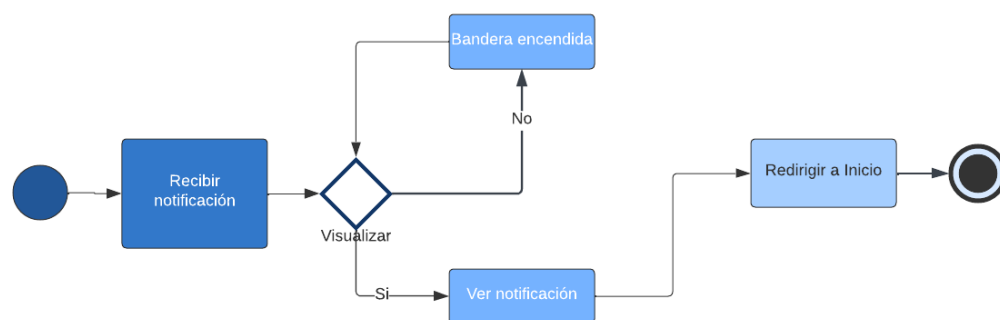 Bandera encendida
No
Recibir
notificación
Visualizar
Redirigir a Inicio
Si
Ver notificación